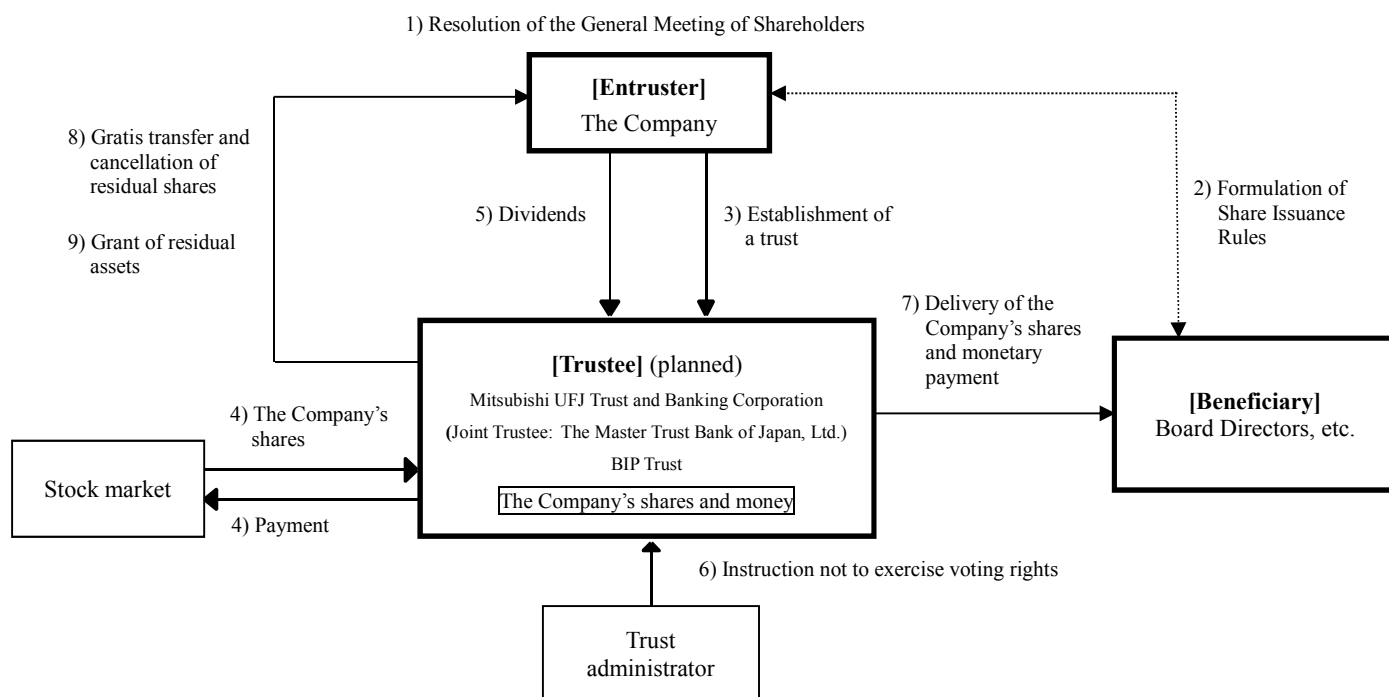 1) Resolution of the General Meeting of Shareholders
[Entruster]
The Company
8) Gratis transfer and
cancellation of
residual shares
9) Grant of residual
assets
5) Dividends
3) Establishment of
a trust
2) Formulation of
Share Issuance
Rules
7) Delivery of the
Company’s shares
and monetary
payment
[Trustee] (planned)
Mitsubishi UFJ Trust and Banking Corporation
(Joint Trustee: The Master Trust Bank of Japan, Ltd.)
BIP Trust
The Company’s shares and money
[Beneficiary]
Board Directors, etc.
4) The Company’s
shares
Stock market
4) Payment
6) Instruction not to exercise voting rights
Trust
administrator